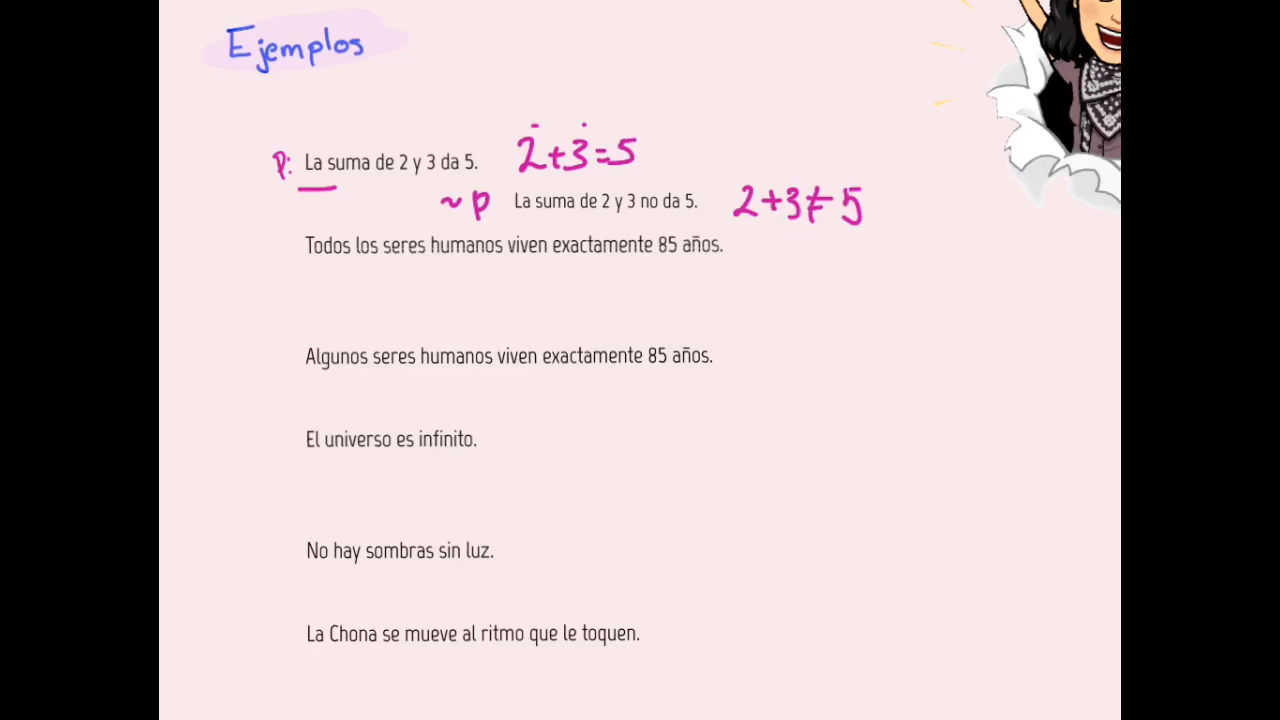 Ejemplos
p: La suma de 2 y 3 da 5. 2+3=5
~p La suma de 2 y 3 no da 5. 2+3≠5
Todos los seres humanos viven exactamente 85 años.
Algunos seres humanos viven exactamente 85 años.
El universo es infinito.
No hay sombras sin luz.
La Chona se mueve al ritmo que le toquen.